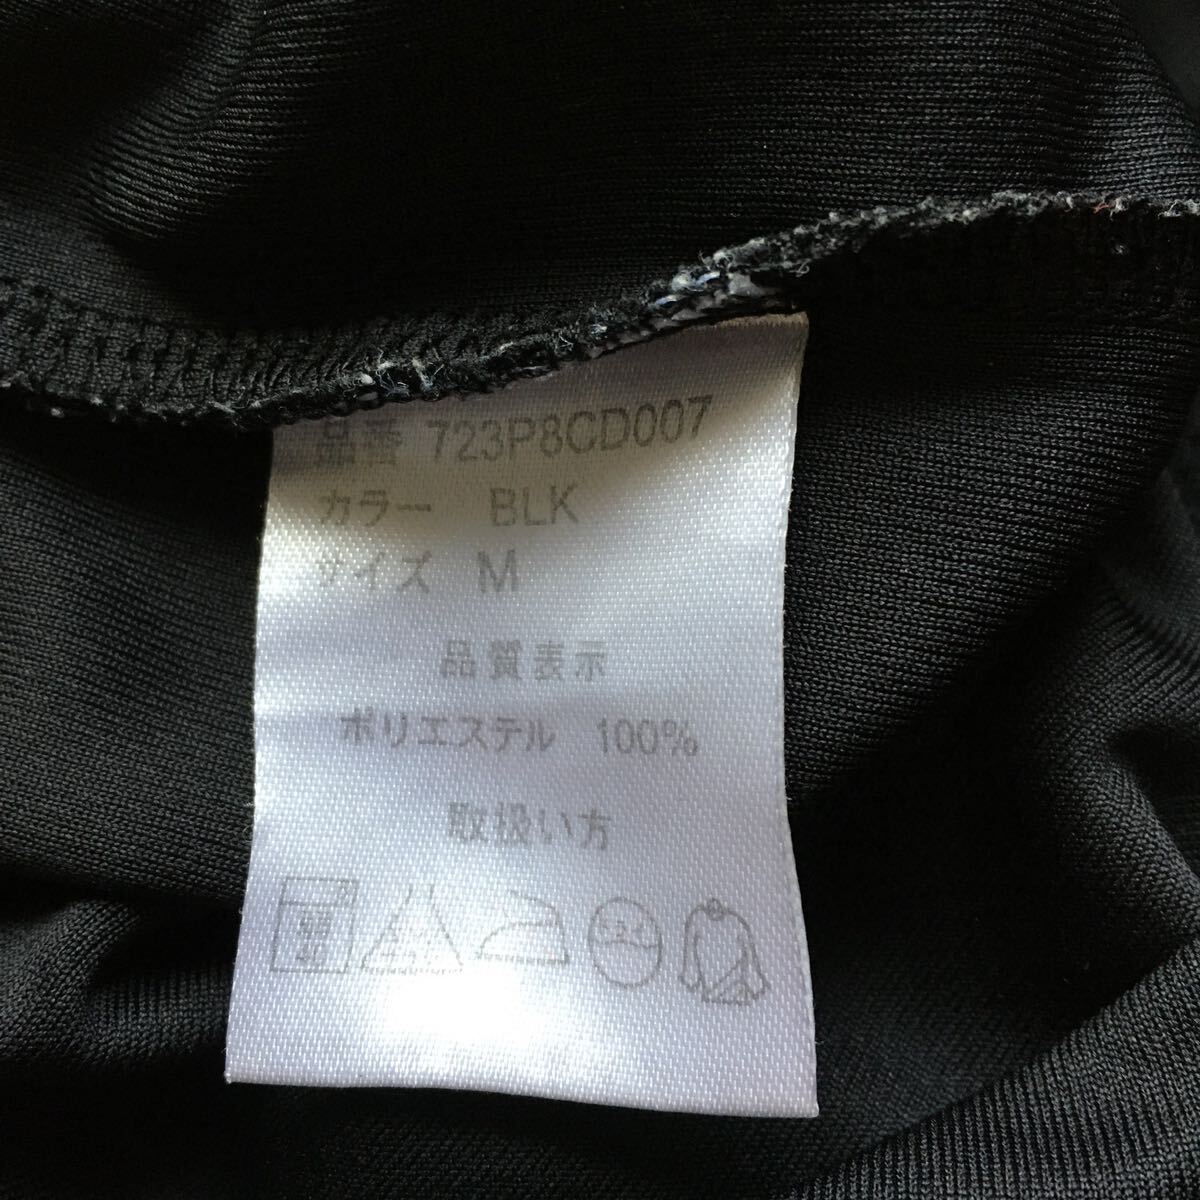 品番 723P8CD007
カラー BLK
サイズ M
品質表示
ポリエステル 100%
取扱い方